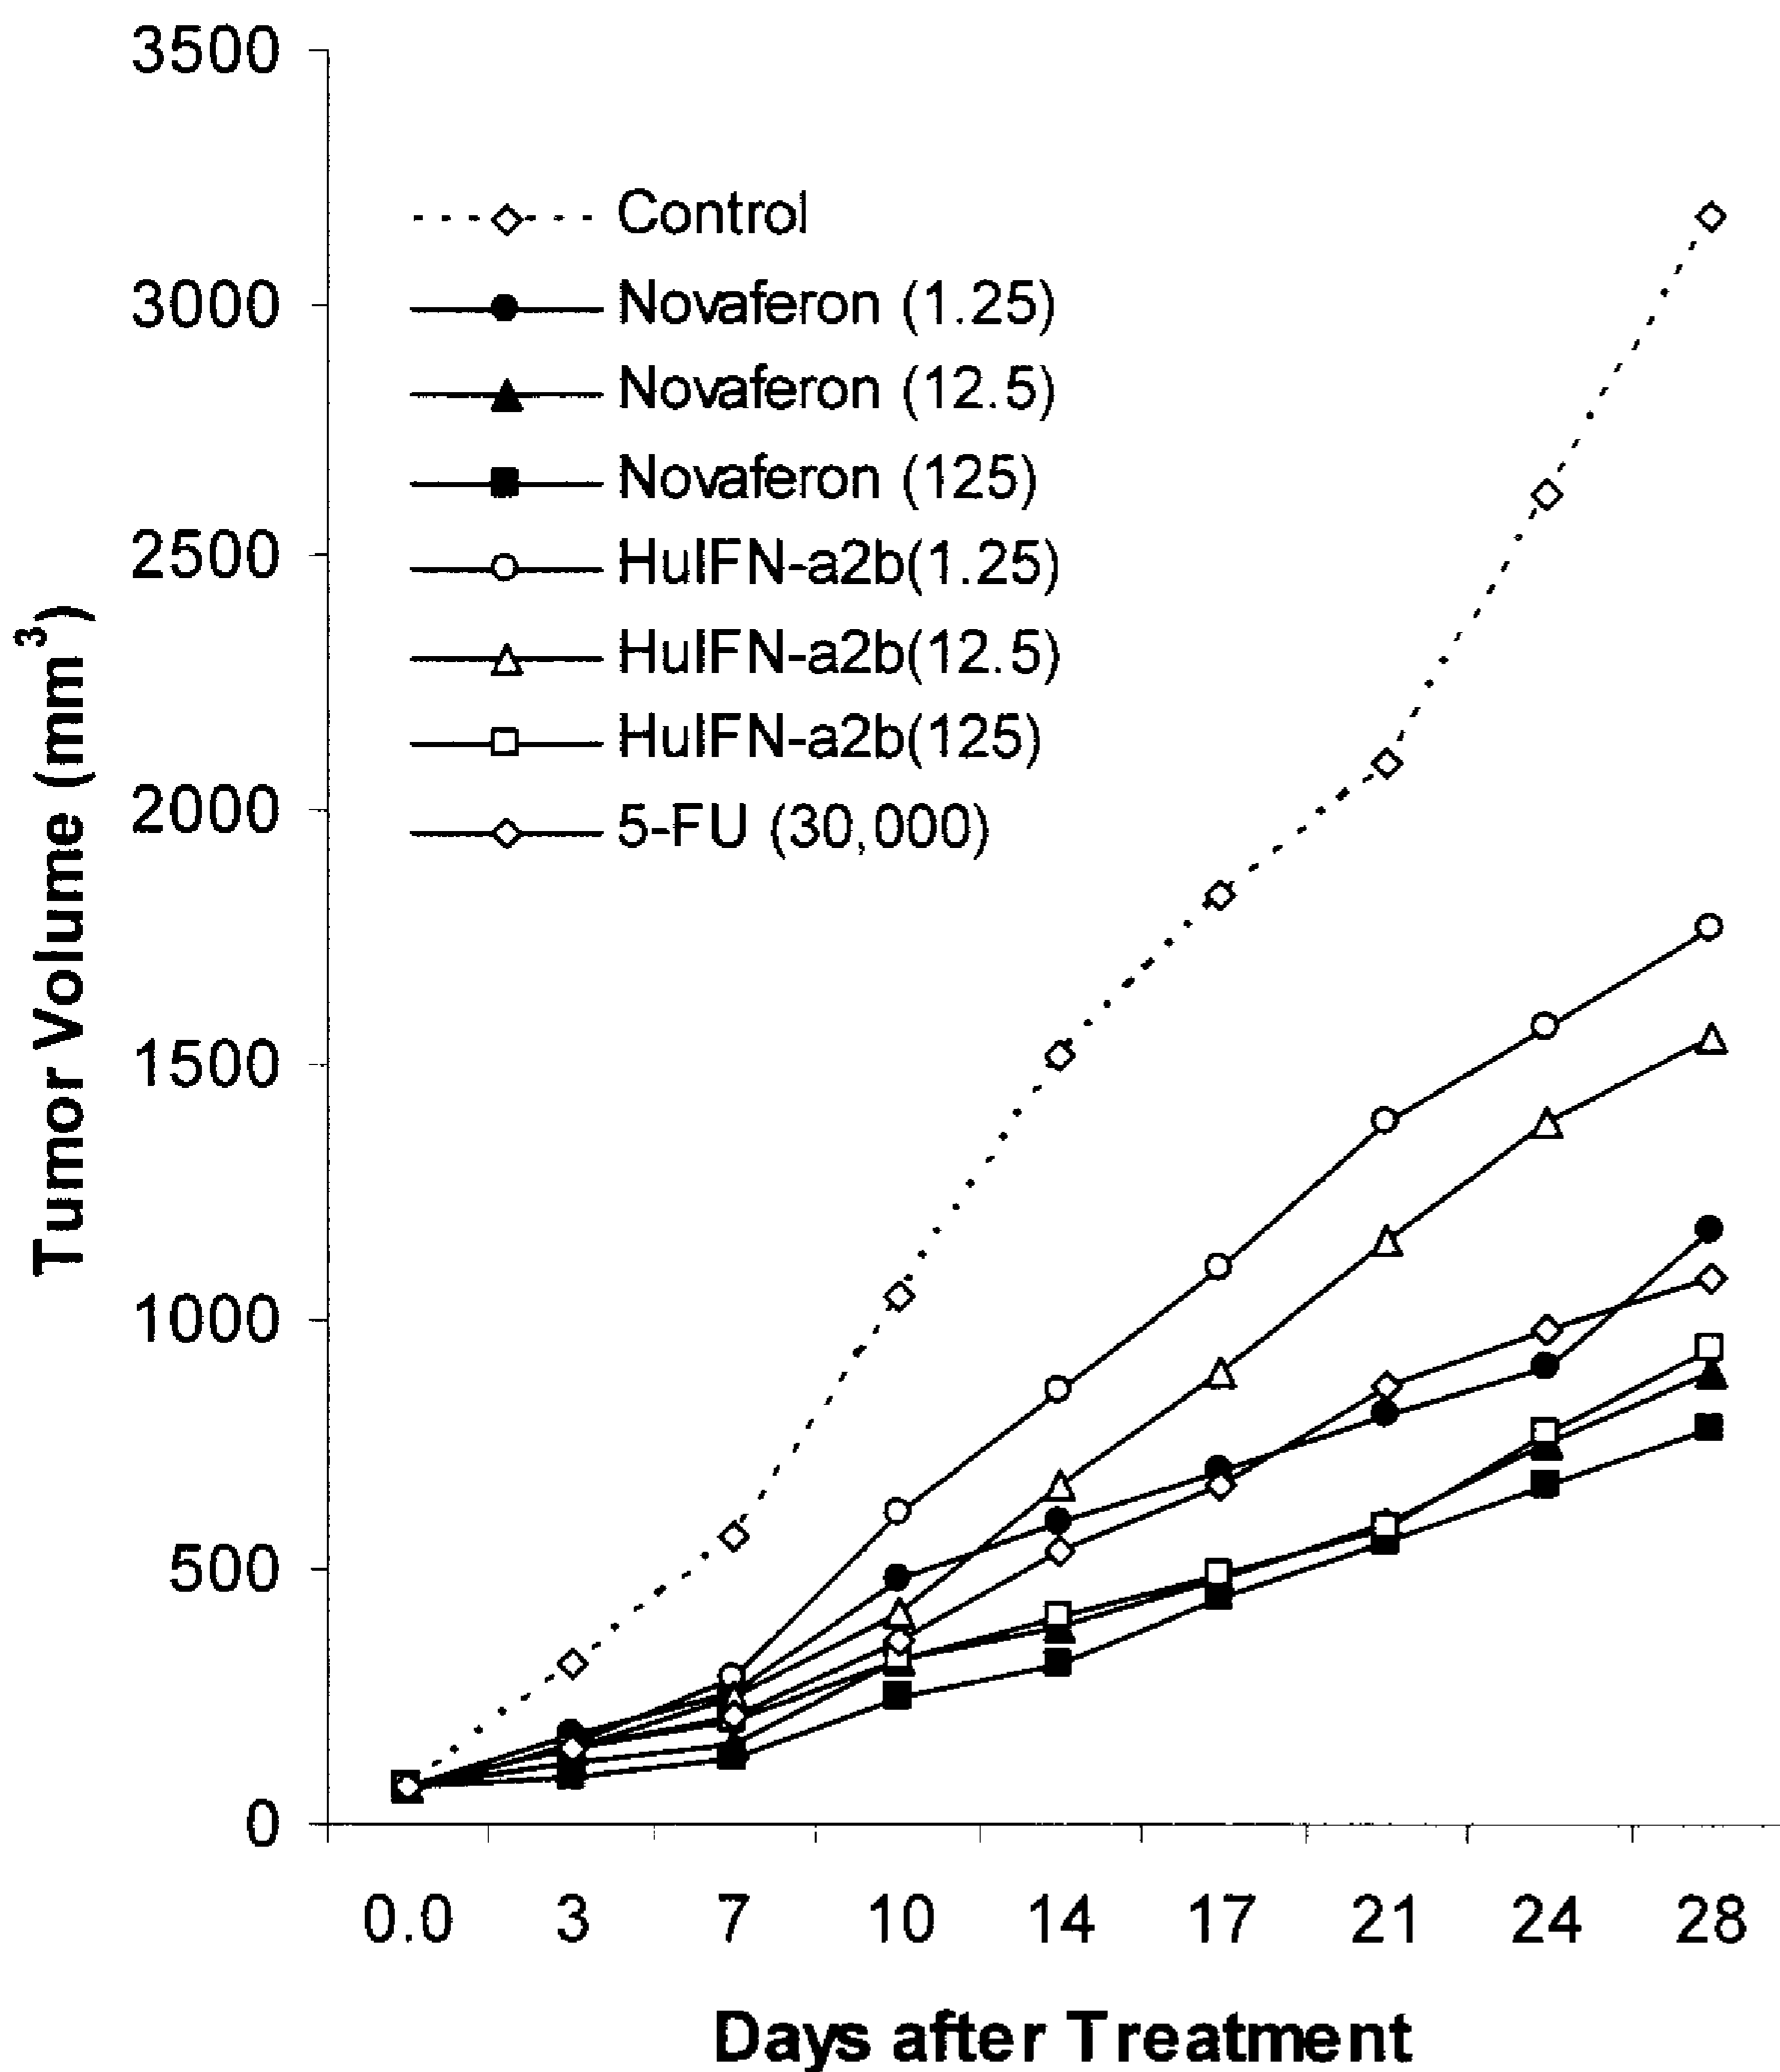 3500
3000
2500
2000
1500
1000
500
0
Tumor Volume (mm³)
Control
Novaferon (1.25)
Novaferon (12.5)
Novaferon (125)
HuIFN-a2b(1.25)
HuIFN-a2b(12.5)
HuIFN-a2b(125)
5-FU (30,000)
0.0 3 7 10 14 17 21 24 28
Days after Treatment